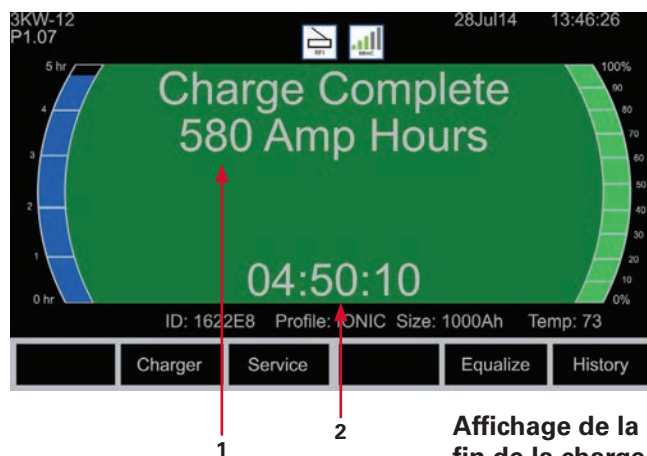 3KW-12 28Jul14 13:46:26
P1.07
5 hr 100%
90
4 80
70
3 60
50
2 40
30
1 20
10
0 hr 0%
Charge Complete
580 Amp Hours
04:50:10
ID: 1622E8 Profile: IONIC Size: 1000Ah Temp: 73
Charger Service Equalize History
1 2
Affichage de la
fin de la charge